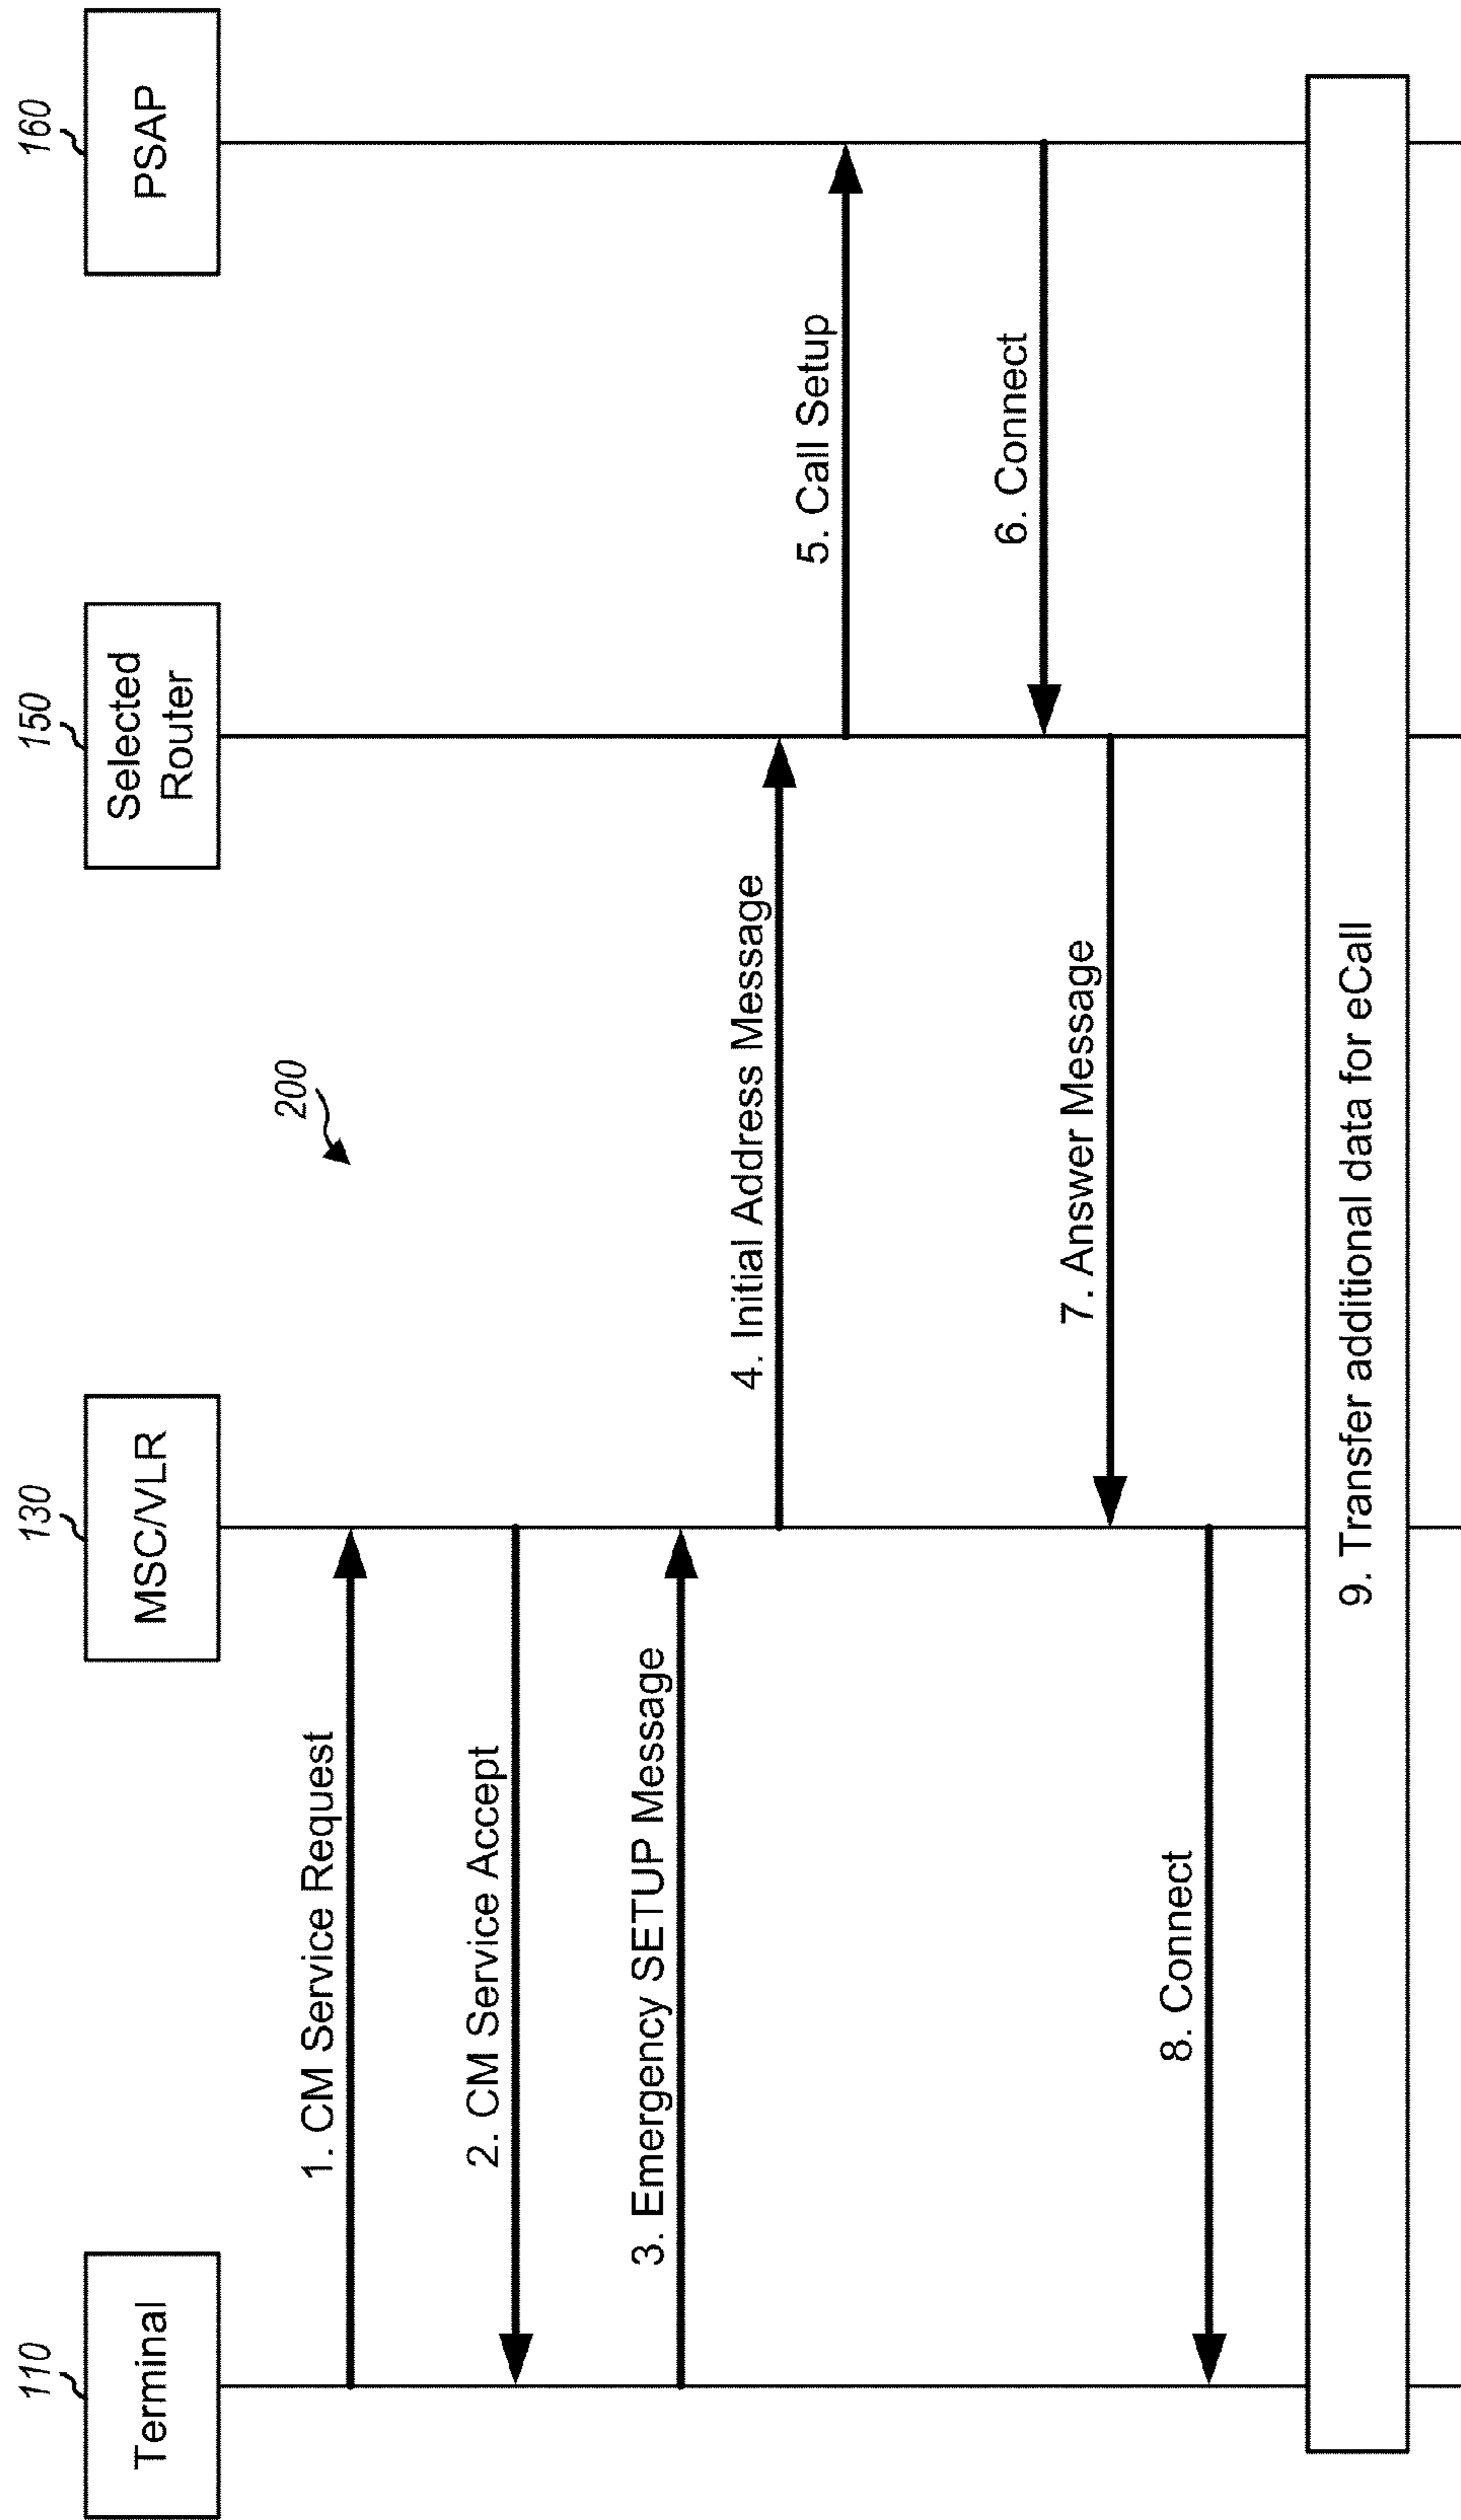 110
Terminal
130
MSC/VLR
150
Selected
Router
160
PSAP
200
1. CM Service Request
2. CM Service Accept
3. Emergency SETUP Message
4. Initial Address Message
5. Call Setup
6. Connect
7. Answer Message
8. Connect
9. Transfer additional data for eCall